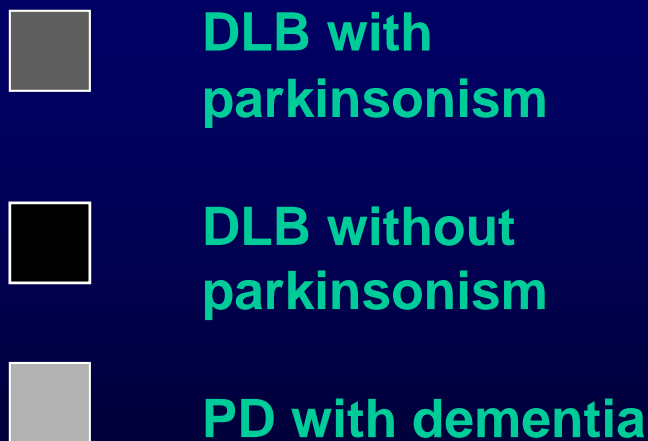 DLB with
parkinsonism
DLB without
parkinsonism
PD with dementia